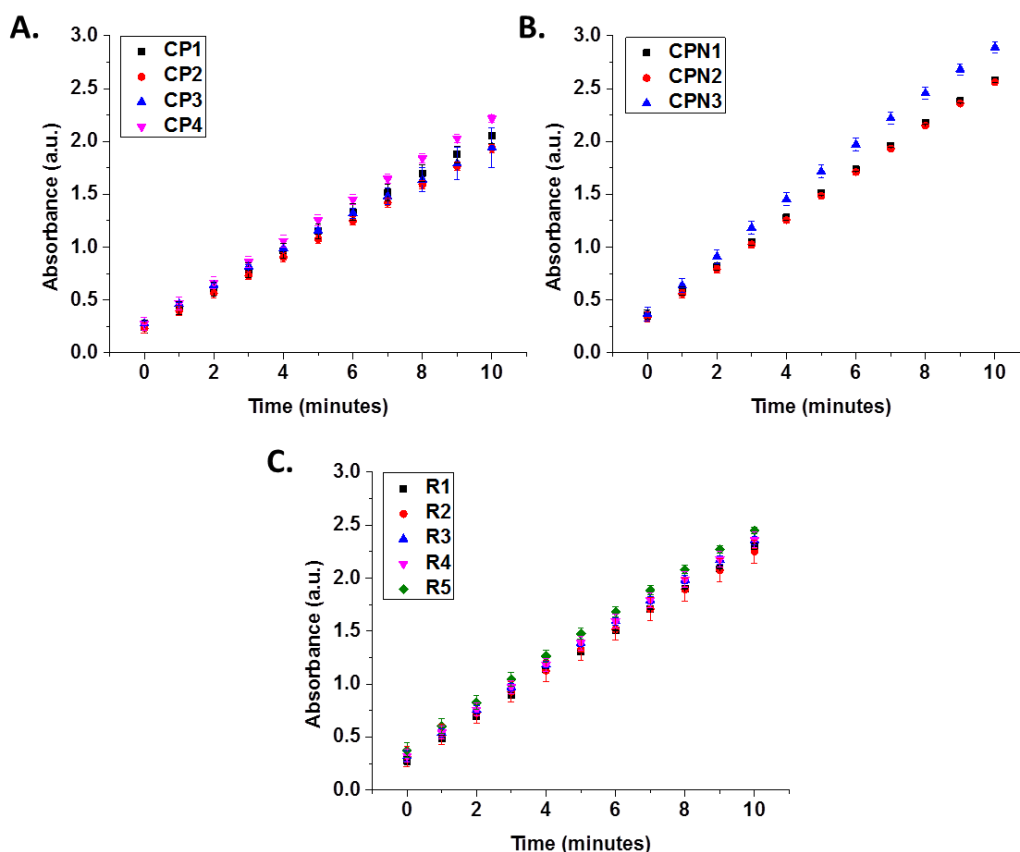 A.
3.0
2.5
2.0
1.5
1.0
0.5
0.0
Absorbance (a.u.)
CP1
CP2
CP3
CP4
0 2 4 6 8 10
Time (minutes)
B.
3.0
2.5
2.0
1.5
1.0
0.5
0.0
Absorbance (a.u.)
CPN1
CPN2
CPN3
0 2 4 6 8 10
Time (minutes)
C.
3.0
2.5
2.0
1.5
1.0
0.5
0.0
Absorbance (a.u.)
R1
R2
R3
R4
R5
0 2 4 6 8 10
Time (minutes)